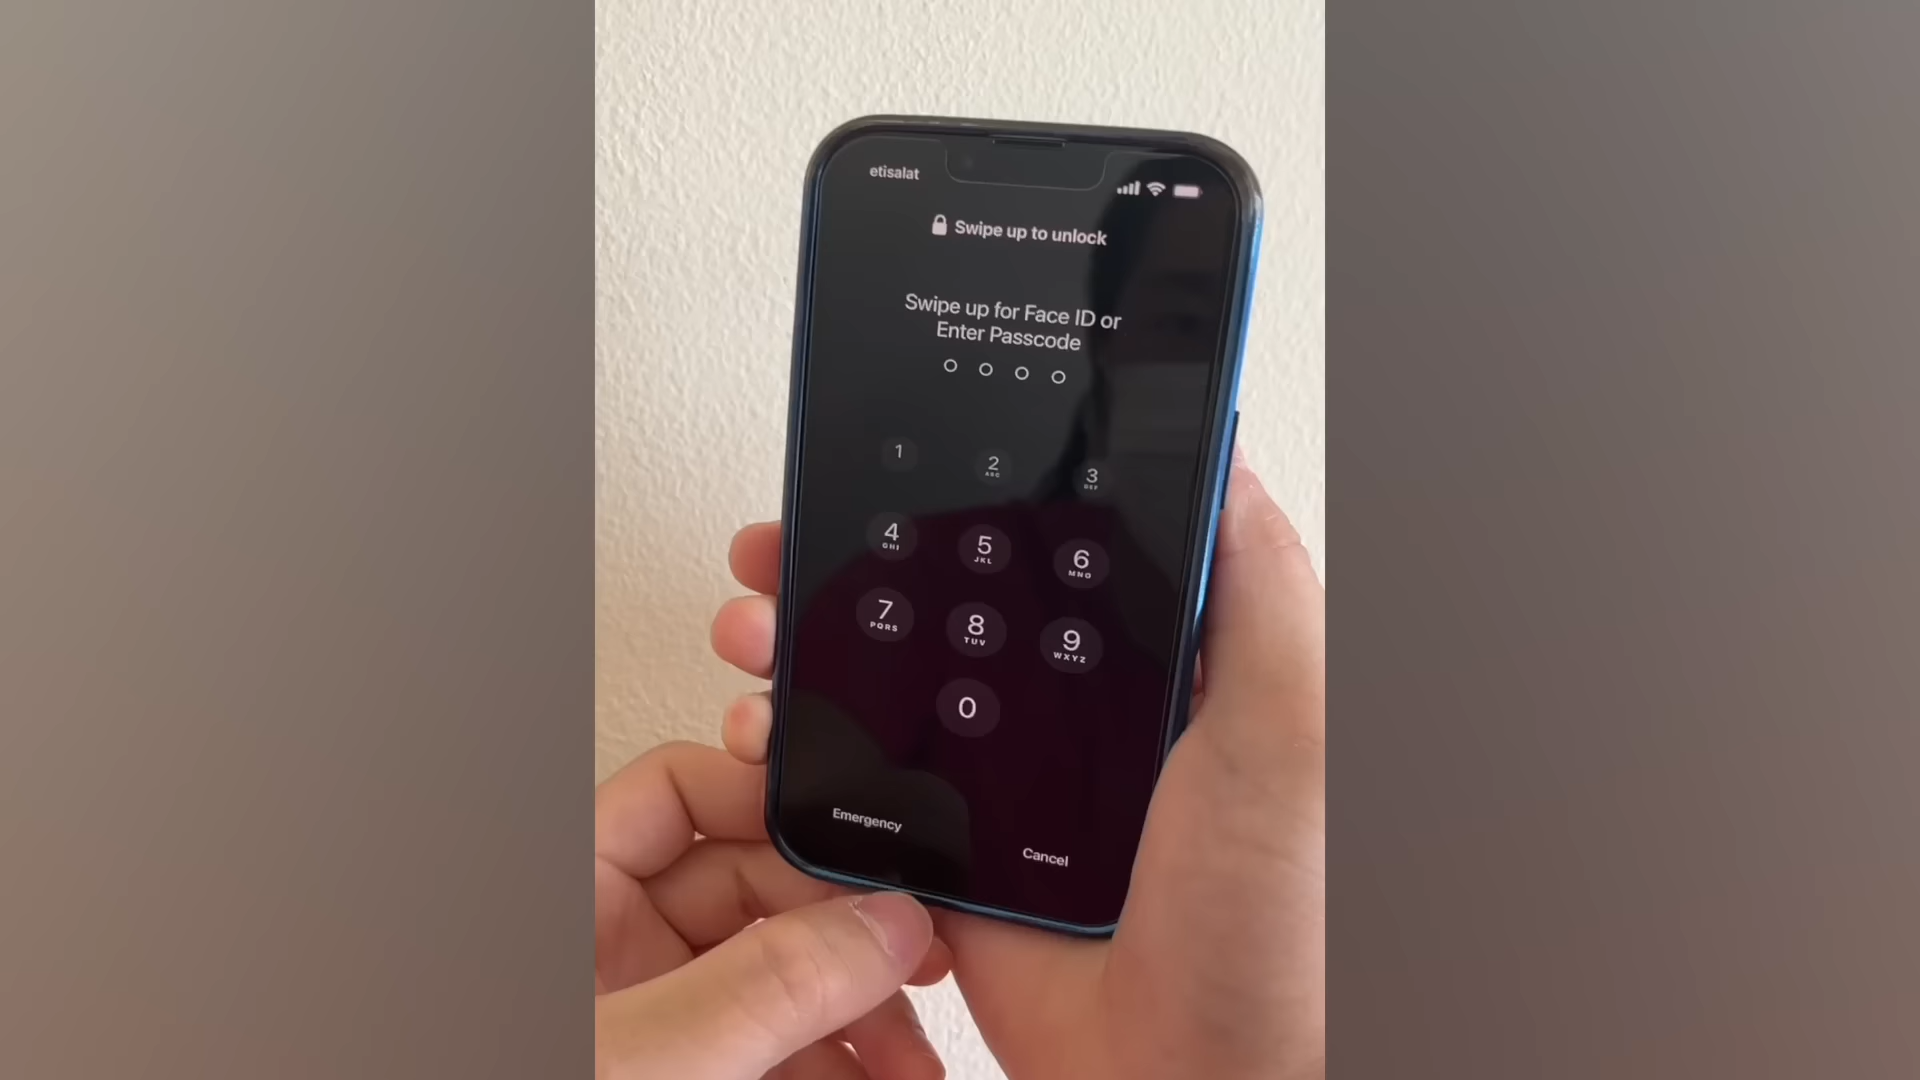 etisalat
Swipe up to unlock
Swipe up for Face ID or
Enter Passcode
1 2 3
ABC DEF
4 5 6
GHI JKL MNO
7 8 9
PQRS TUV WXYZ
0
Emergency Cancel